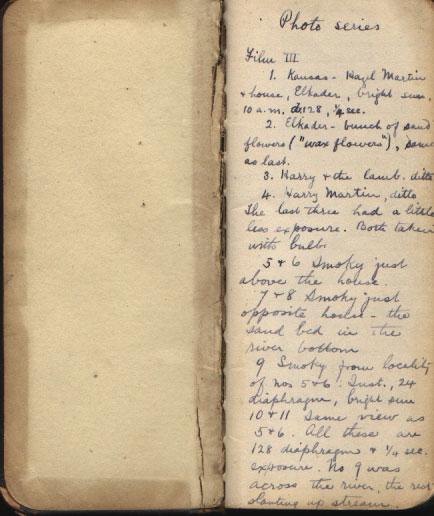 Photo series
Film III
1. Kansas - Hazel Martin
+ house, Elkader, bright sun,
10 a.m. d128, 1/4 sec.
2. Elkader - bunch of sand
flowers ("wax flowers"), same
as last.
3. Harry + the lamb. ditto
4. Harry Martin, ditto
The last three had a little
less exposure. Both taken
with bulb.
5 + 6 Smoky just
above the house.
7 + 8 Smoky just
opposite house - the
sand bed in the
river bottom
9 Smoky from locality
of nos 5+6. Inst., 24
diaphragm, bright sun
10 + 11 Same view as
5 + 6. All these are
128 diaphragm + 1/4 sec.
exposure. No 9 was
across the river, the rest
slanting up stream.